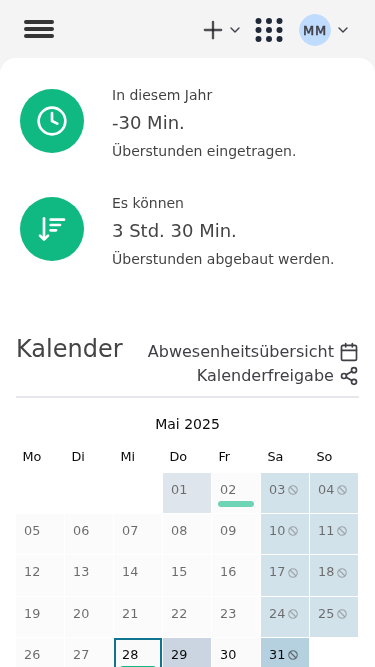 MM
In diesem Jahr
-30 Min.
Überstunden eingetragen.
Es können
3 Std. 30 Min.
Überstunden abgebaut werden.
Kalender
Abwesenheitsübersicht
Kalenderfreigabe
Mai 2025
Mo Di Mi Do Fr Sa So
01 02 03 04
05 06 07 08 09 10 11
12 13 14 15 16 17 18
19 20 21 22 23 24 25
26 27 28 29 30 31